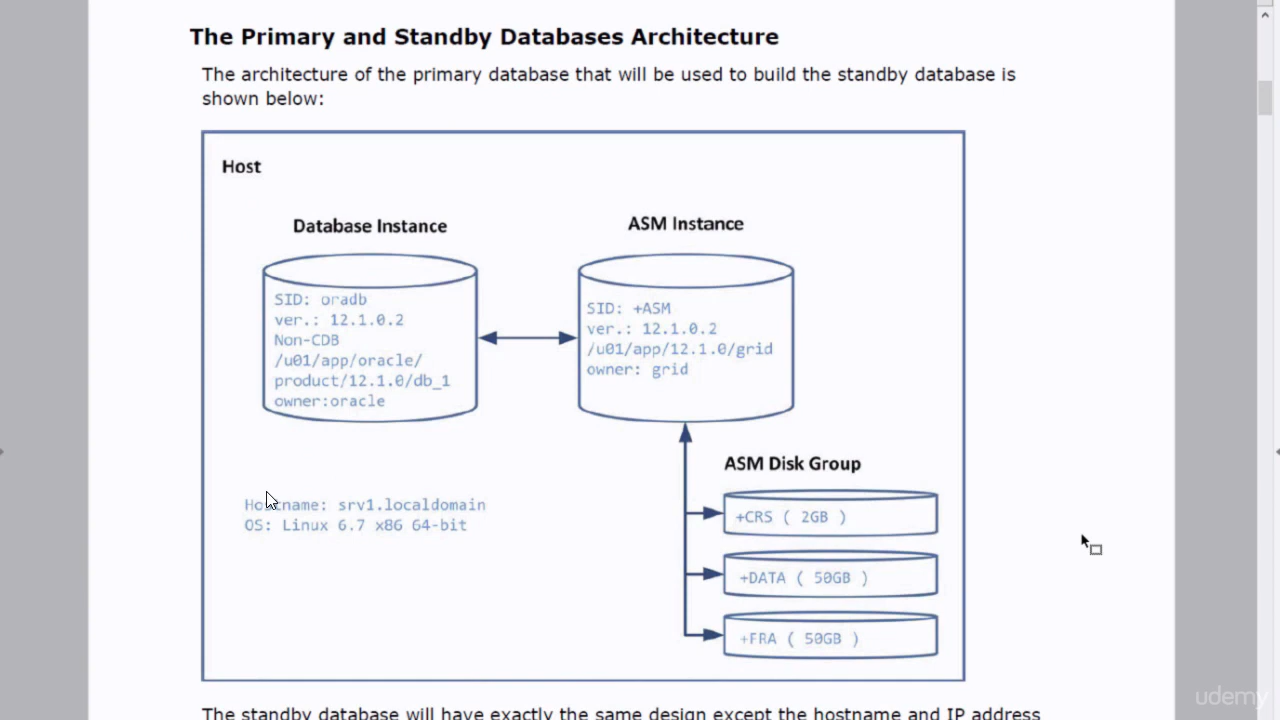 The Primary and Standby Databases Architecture
The architecture of the primary database that will be used to build the standby database is
shown below:
Host
Database Instance
SID: oradb
ver.: 12.1.0.2
Non-CDB
/u01/app/oracle/
product/12.1.0/db_1
owner:oracle
ASM Instance
SID: +ASM
ver.: 12.1.0.2
/u01/app/12.1.0/grid
owner: grid
ASM Disk Group
+CRS ( 2GB )
+DATA ( 50GB )
+FRA ( 50GB )
Hostname: srv1.localdomain
OS: Linux 6.7 x86 64-bit
The standby database will have exactly the same design except the hostname and IP address
udemy